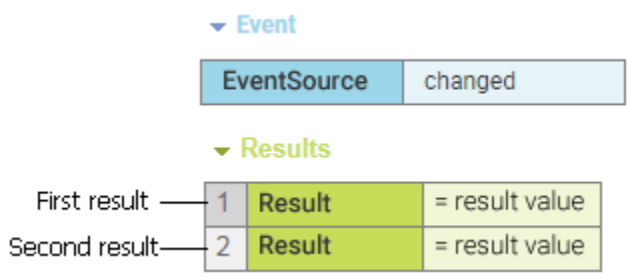 Event
EventSource changed
Results
First result 1 Result = result value
Second result 2 Result = result value